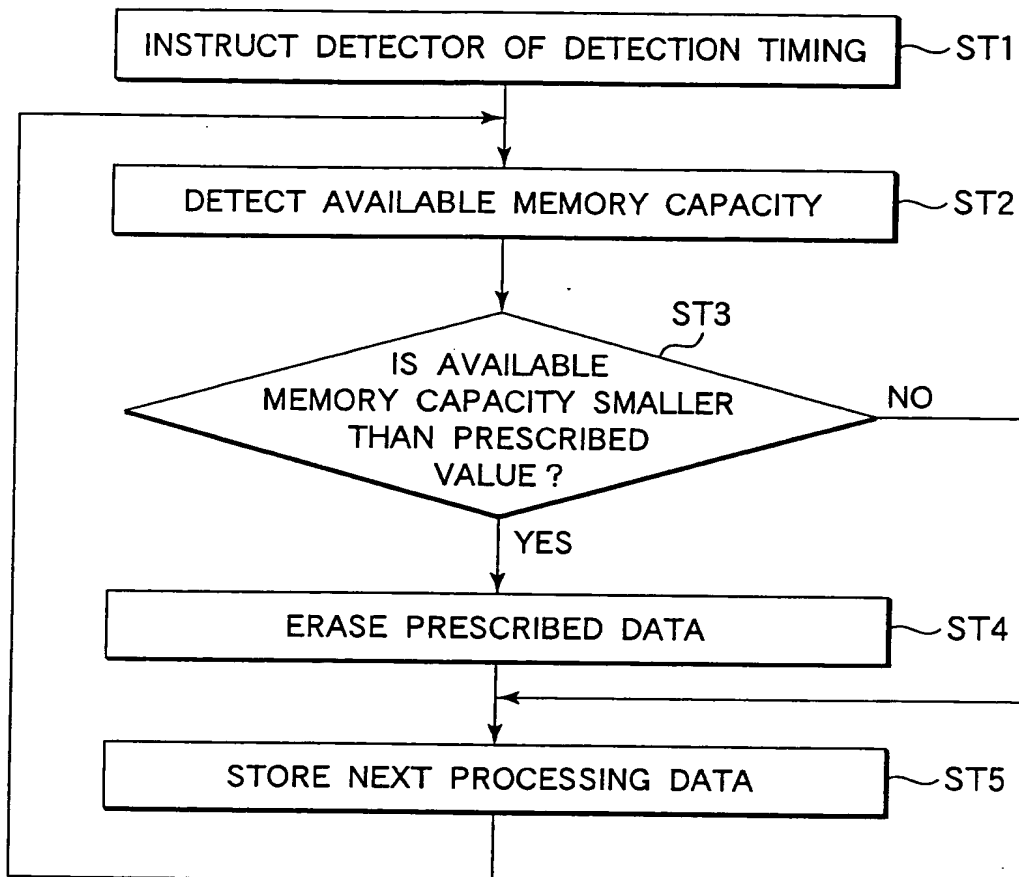 INSTRUCT DETECTOR OF DETECTION TIMING
ST1
DETECT AVAILABLE MEMORY CAPACITY
ST2
ST3
IS AVAILABLE
MEMORY CAPACITY SMALLER
THAN PRESCRIBED
VALUE ?
NO
YES
ERASE PRESCRIBED DATA
ST4
STORE NEXT PROCESSING DATA
ST5